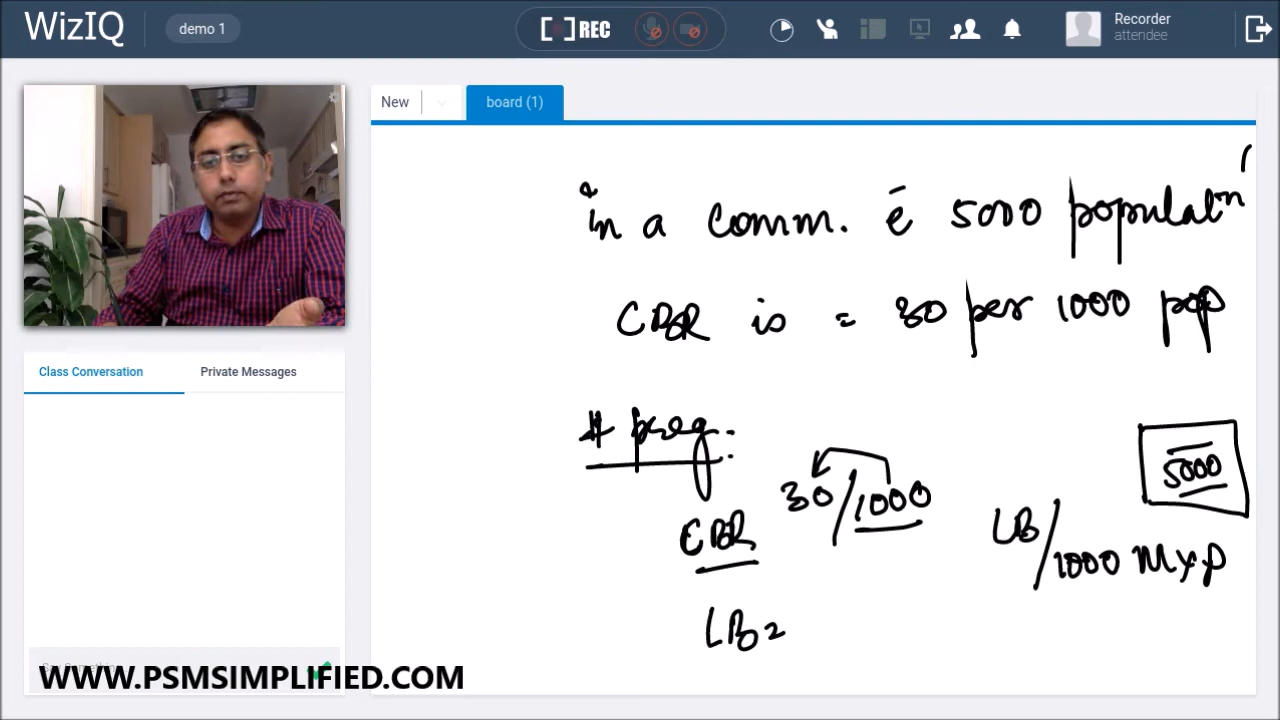 WizIQ
demo 1
REC
Recorder
attendee
New
board (1)
In a comm. c̄ 5000 populatn
CBR is = 30 per 1000 pop
# preg:
5000
CBR 30/1000
LB/1000 MYP
LB =
Class Conversation
Private Messages
WWW.PSMSIMPLIFIED.COM